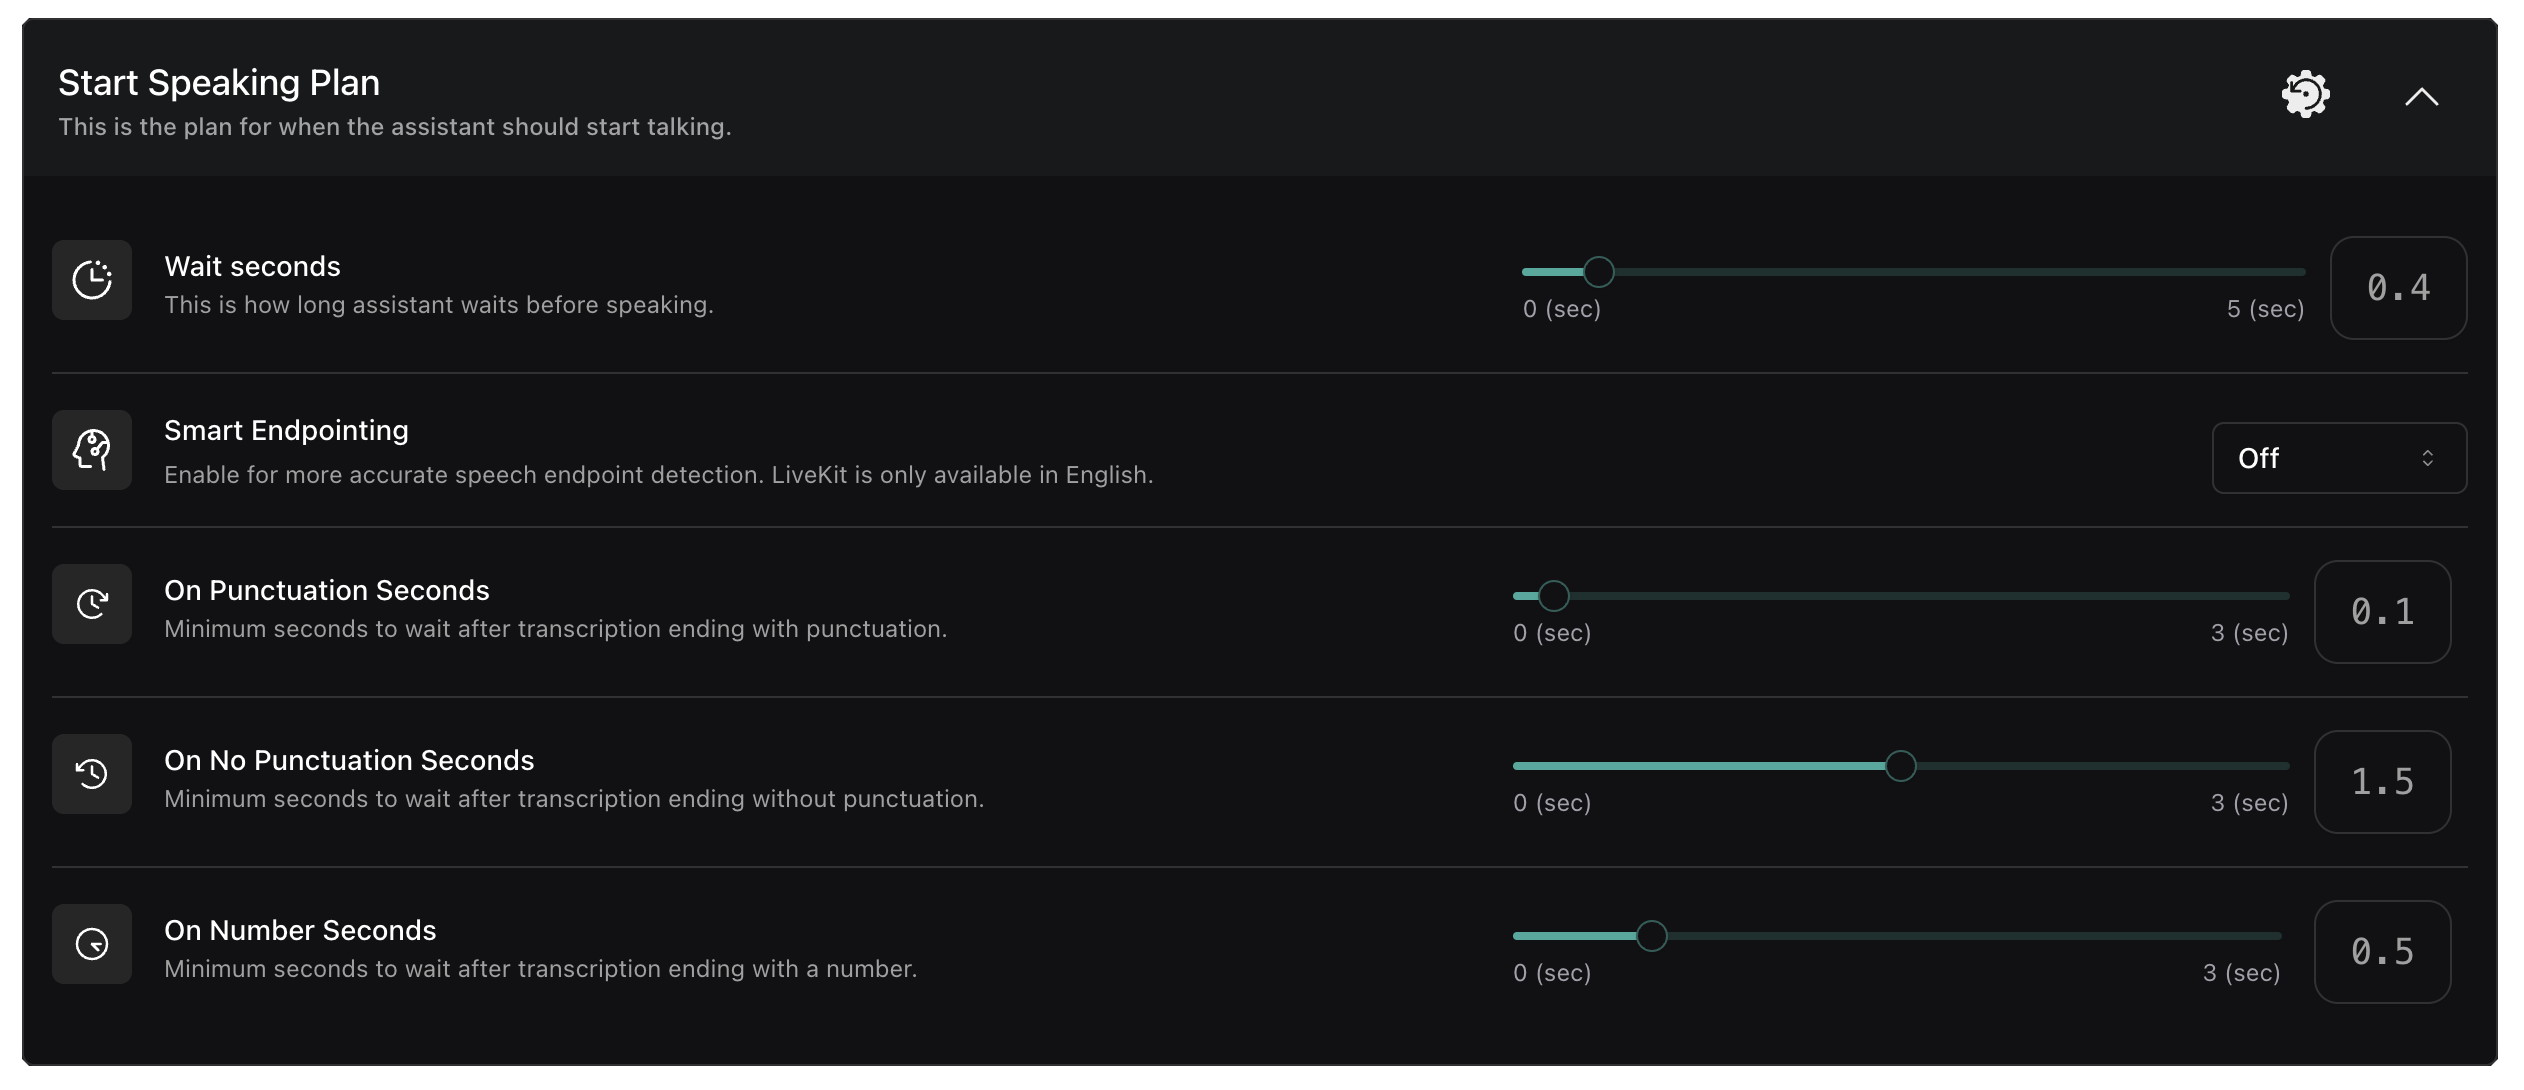 Start Speaking Plan
This is the plan for when the assistant should start talking.
Wait seconds
This is how long assistant waits before speaking.
0 (sec)
5 (sec)
0.4
Smart Endpointing
Enable for more accurate speech endpoint detection. LiveKit is only available in English.
Off
On Punctuation Seconds
Minimum seconds to wait after transcription ending with punctuation.
0 (sec)
3 (sec)
0.1
On No Punctuation Seconds
Minimum seconds to wait after transcription ending without punctuation.
0 (sec)
3 (sec)
1.5
On Number Seconds
Minimum seconds to wait after transcription ending with a number.
0 (sec)
3 (sec)
0.5